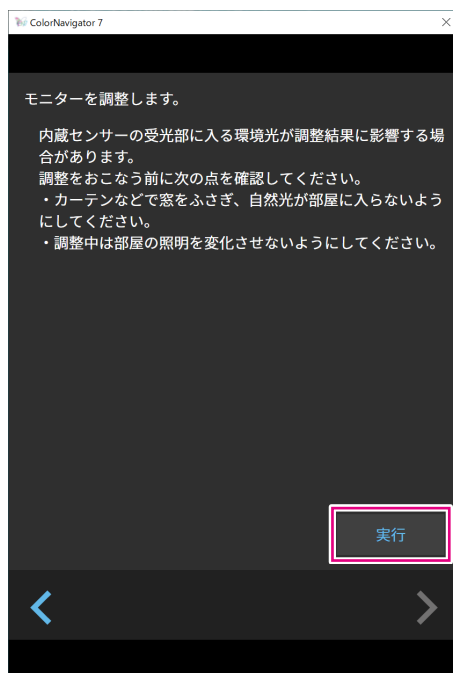 ColorNavigator 7
モニターを調整します。
内蔵センサーの受光部に入る環境光が調整結果に影響する場
合があります。
調整をおこなう前に次の点を確認してください。
・カーテンなどで窓をふさぎ、自然光が部屋に入らないよう
にしてください。
・調整中は部屋の照明を変化させないようにしてください。
実行